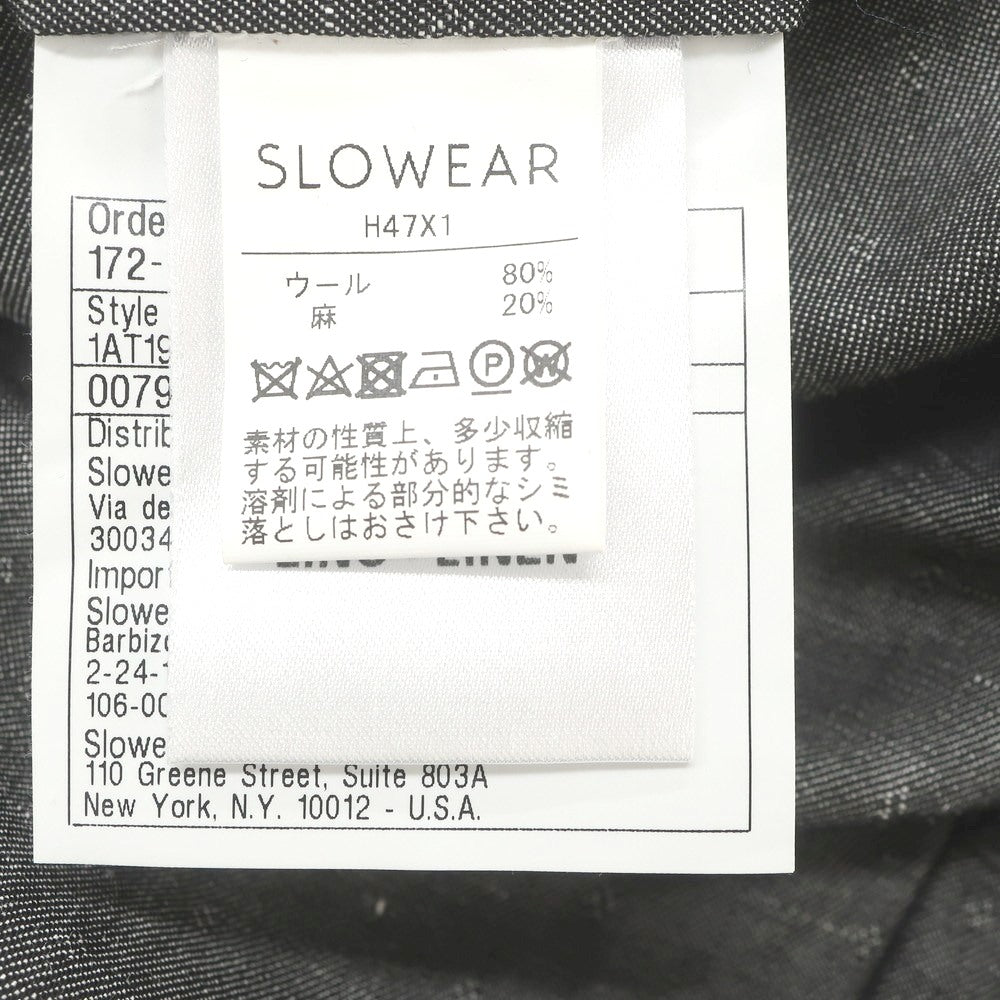 SLOWEAR
H47X1
ウール 80%
麻 20%
P
W
素材の性質上、多少収縮
する可能性があります。
溶剤による部分的なシミ
落としはおさけ下さい。
LINEN
Orde
172-
Style
1AT19
0079
Distrib
Slowe
Via de
30034
Import
Slowe
Barbizo
2-24-
106-00
Slowe
110 Greene Street, Suite 803A
New York, N.Y. 10012 - U.S.A.